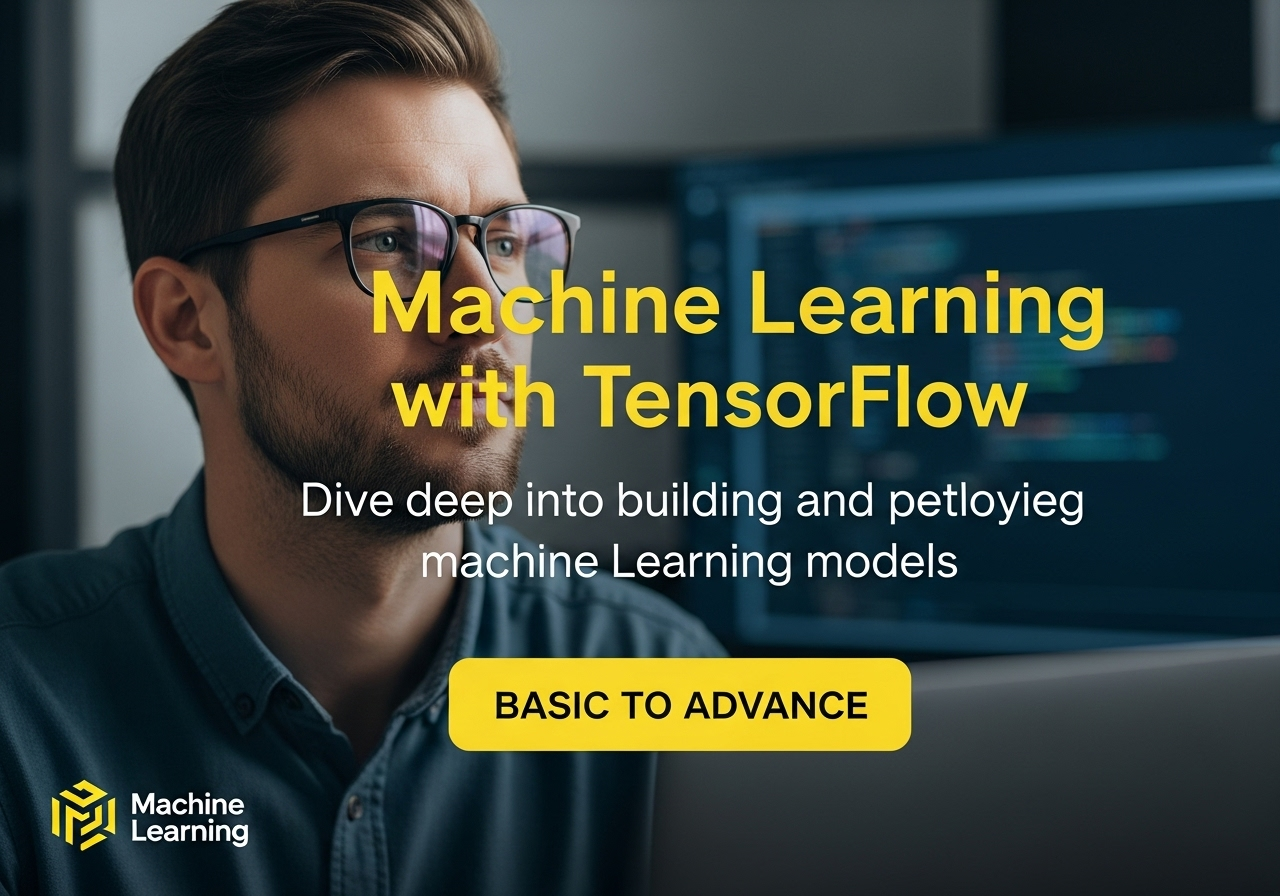 Machine Learning
with TensorFlow
Dive deep into building and petloyieg
machine Learning models
BASIC TO ADVANCE
Machine
Learning